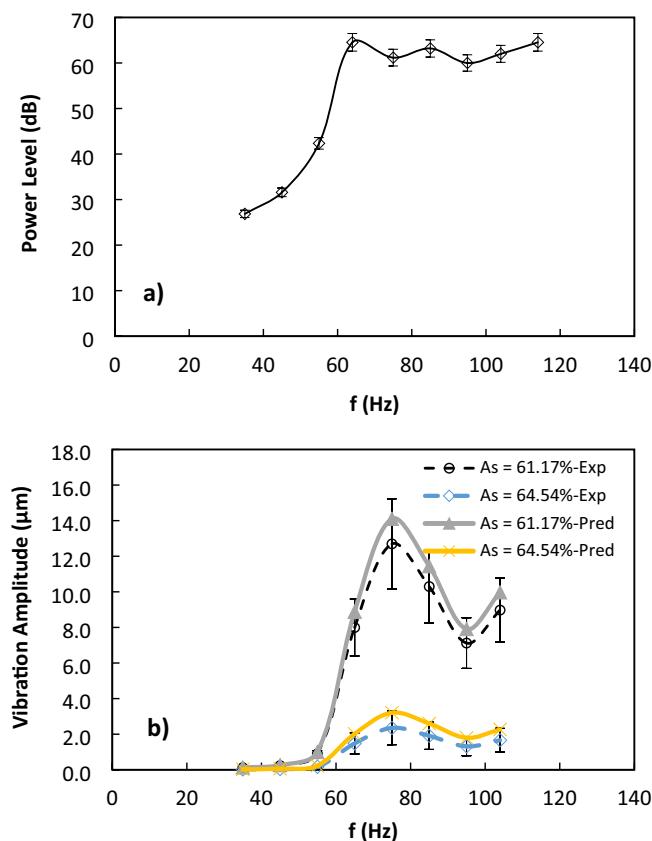 70
60
50
40
30
20
10
0
Power Level (dB)
a)
0 20 40 60 80 100 120 140
f (Hz)
18.0
16.0
14.0
12.0
10.0
8.0
6.0
4.0
2.0
0.0
Vibration Amplitude (μm)
As = 61.17%-Exp
As = 64.54%-Exp
As = 61.17%-Pred
As = 64.54%-Pred
b)
0 20 40 60 80 100 120 140
f (Hz)